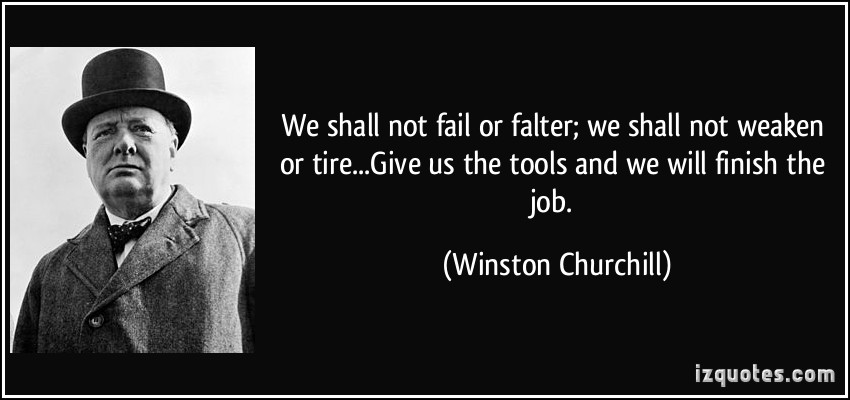 We shall not fail or falter; we shall not weaken
or tire...Give us the tools and we will finish the
job.
(Winston Churchill)
izquotes.com